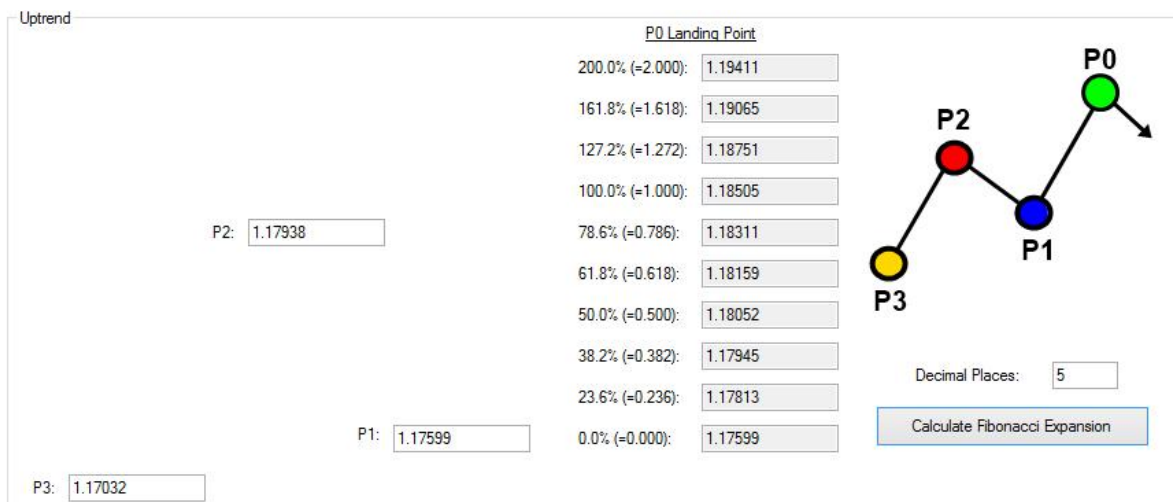 Uptrend
P0 Landing Point
200.0% (=2.000): 1.19411
161.8% (=1.618): 1.19065
127.2% (=1.272): 1.18751
100.0% (=1.000): 1.18505
P2: 1.17938
78.6% (=0.786): 1.18311
61.8% (=0.618): 1.18159
50.0% (=0.500): 1.18052
38.2% (=0.382): 1.17945
23.6% (=0.236): 1.17813
P1: 1.17599
0.0% (=0.000): 1.17599
P3: 1.17032
P0
P2
P1
P3
Decimal Places: 5
Calculate Fibonacci Expansion